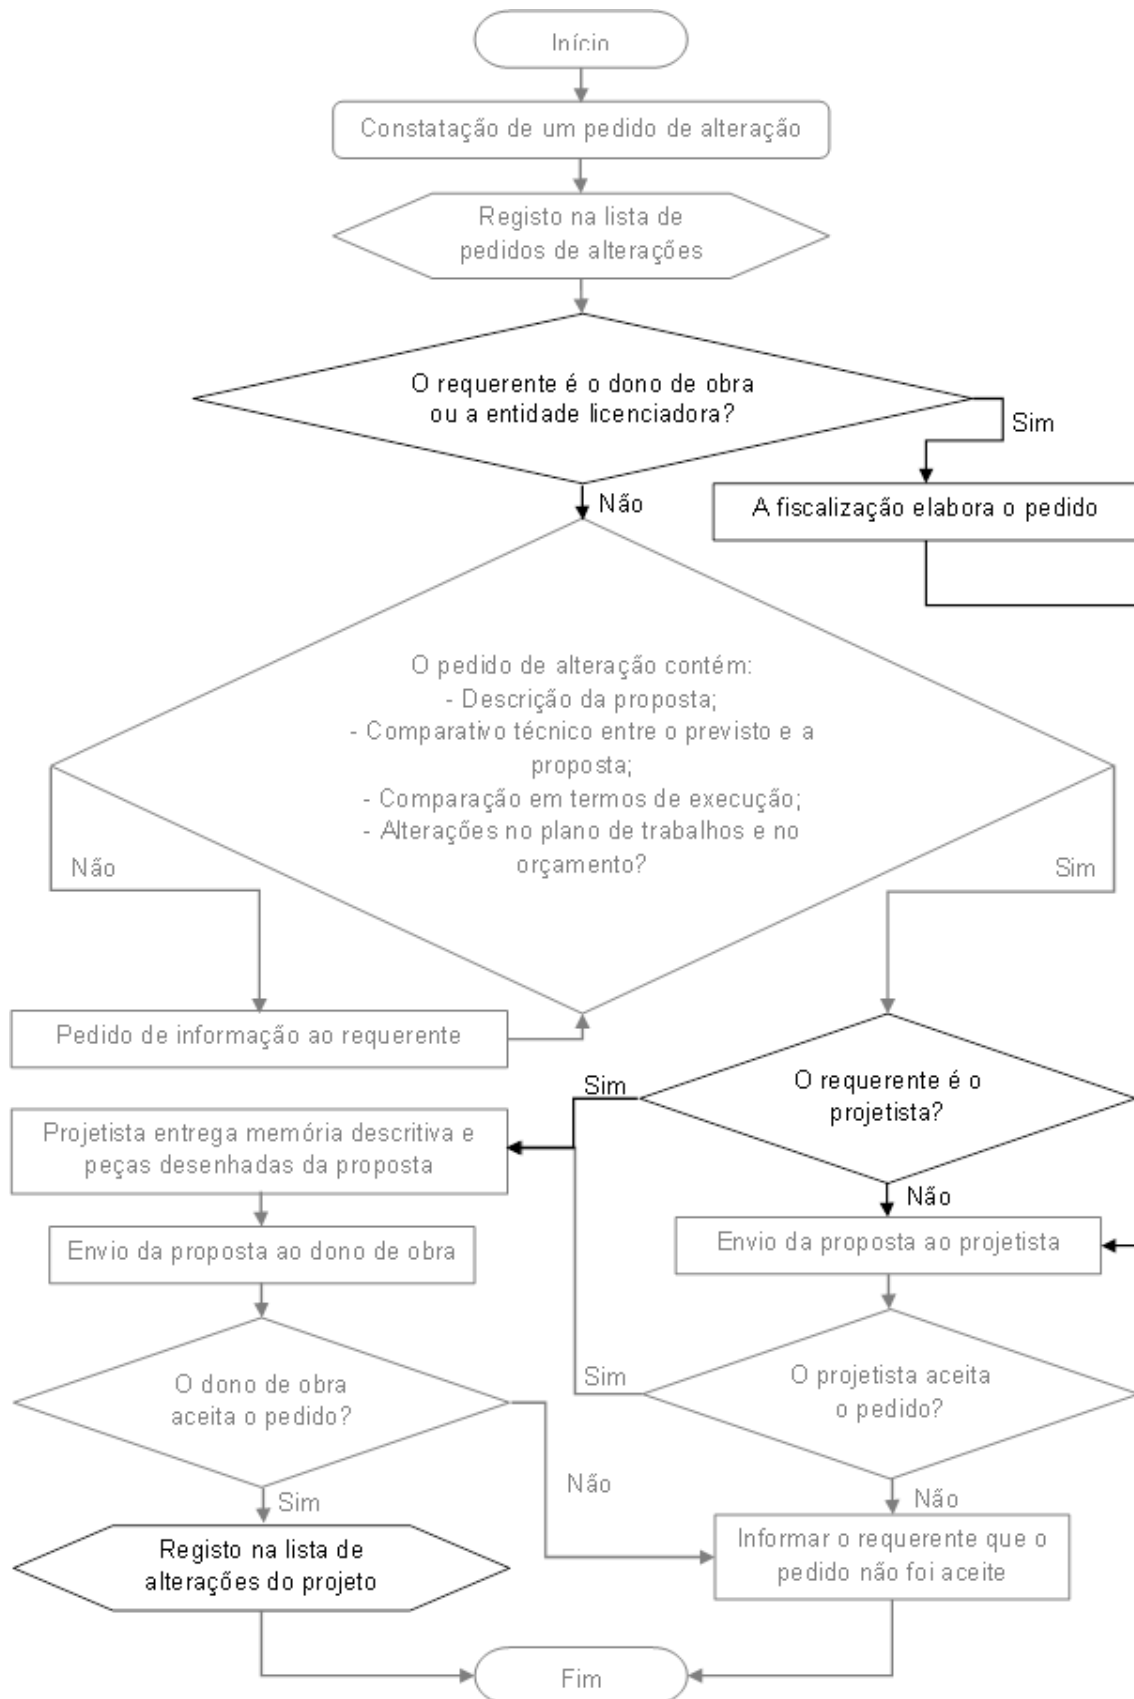 Início
Constatação de um pedido de alteração
Registo na lista de
pedidos de alterações
O requerente é o dono de obra
ou a entidade licenciadora?
Sim
Não
A fiscalização elabora o pedido
O pedido de alteração contém:
- Descrição da proposta;
- Comparativo técnico entre o previsto e a
proposta;
- Comparação em termos de execução;
- Alterações no plano de trabalhos e no
orçamento?
Não
Sim
Pedido de informação ao requerente
O requerente é o
projetista?
Sim
Não
Projetista entrega memória descritiva e
peças desenhadas da proposta
Envio da proposta ao dono de obra
Envio da proposta ao projetista
O dono de obra
aceita o pedido?
Sim
O projetista aceita
o pedido?
Não
Não
Sim
Registo na lista de
alterações do projeto
Informar o requerente que o
pedido não foi aceite
Fim